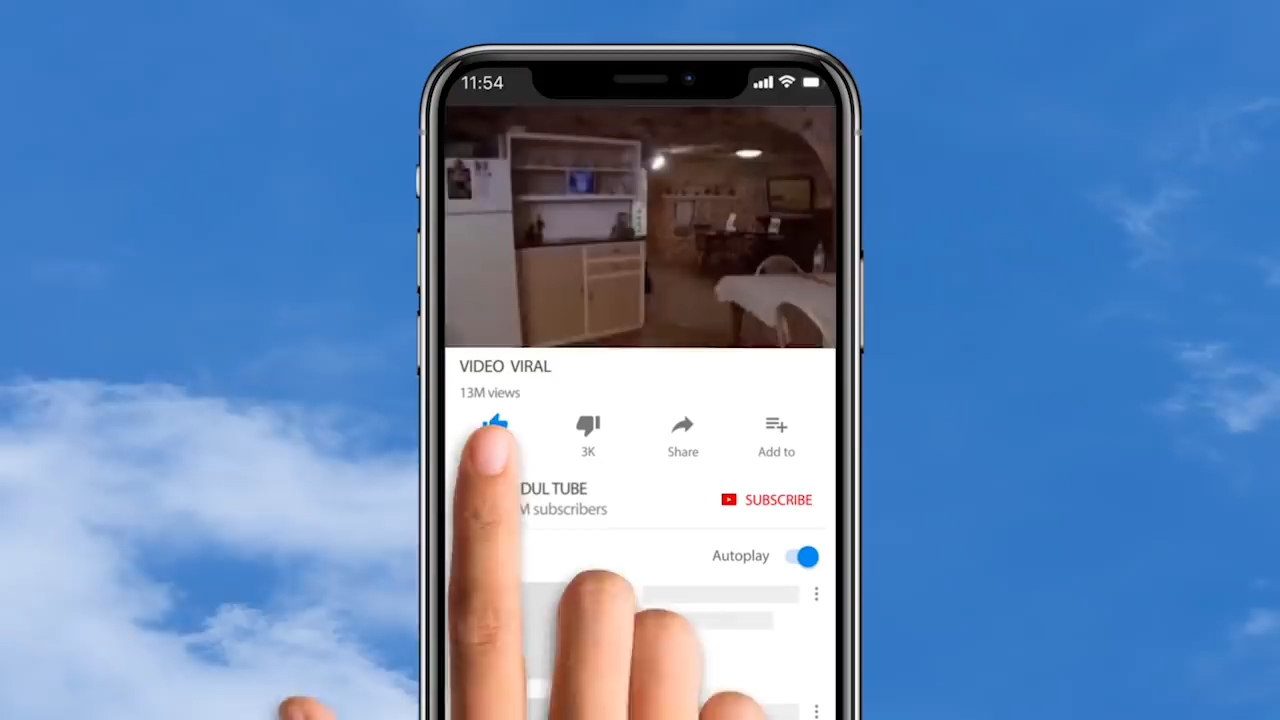 11:54
VIDEO VIRAL
13M views
3K
Share
Add to
DUL TUBE
M subscribers
SUBSCRIBE
Autoplay